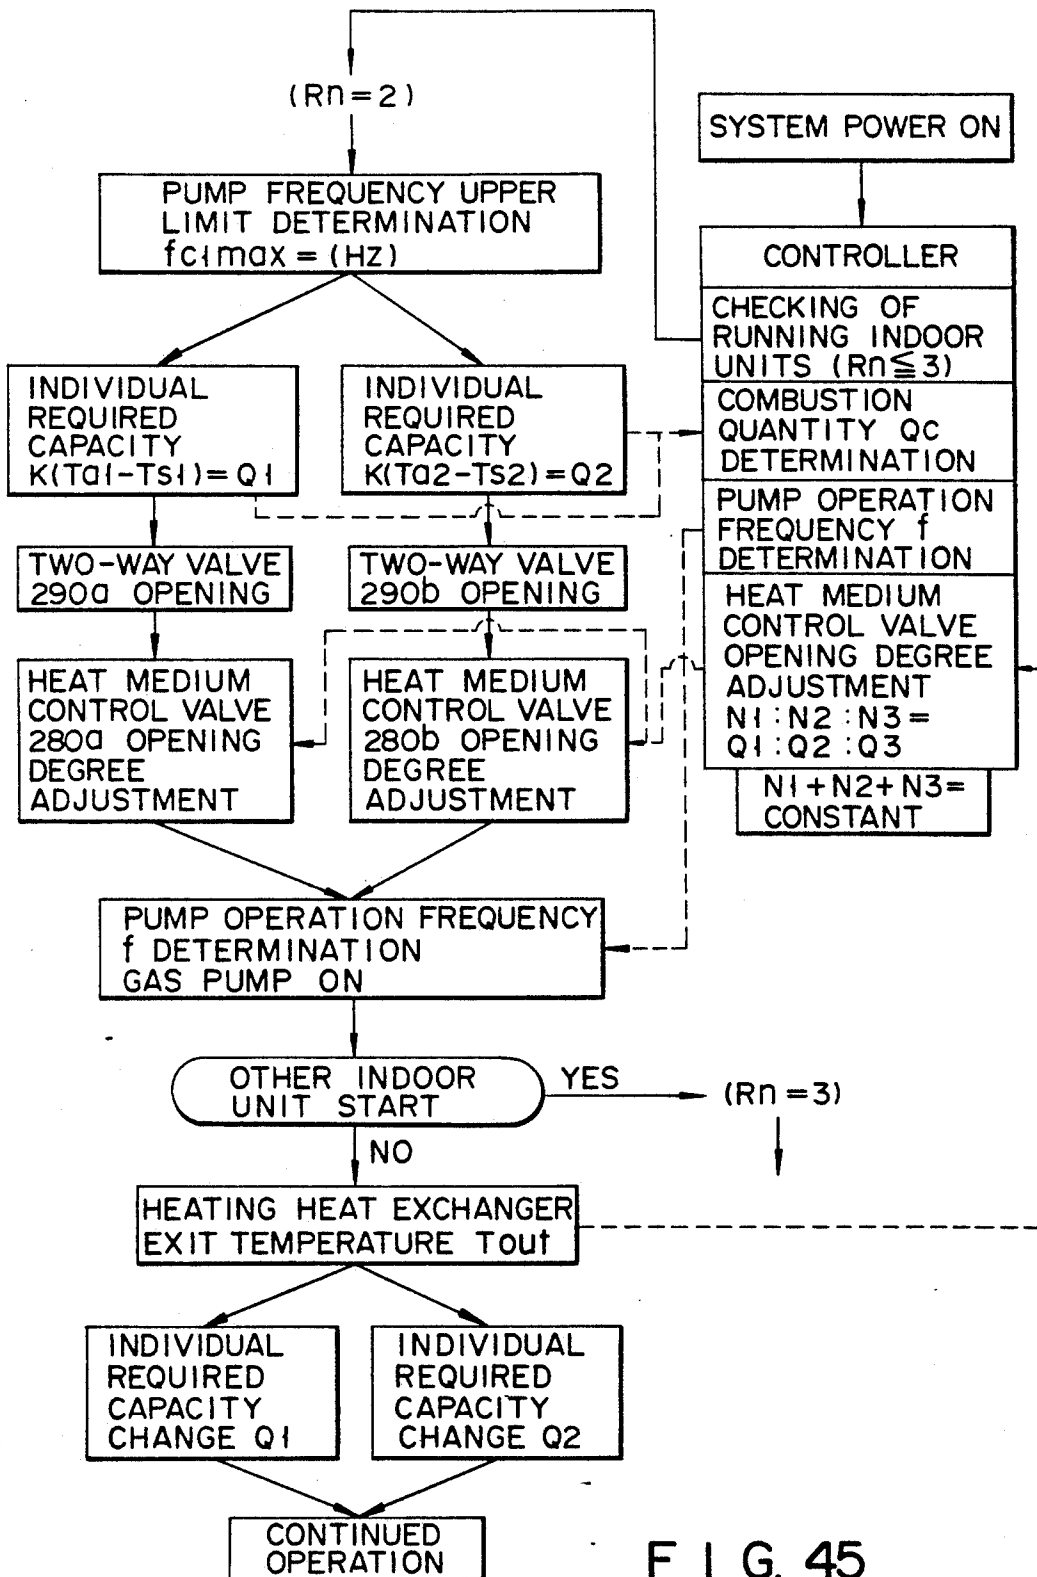 (Rn=2)
SYSTEM POWER ON
PUMP FREQUENCY UPPER
LIMIT DETERMINATION
fc1max = (Hz)
CONTROLLER
CHECKING OF
RUNNING INDOOR
UNITS (Rn≦3)
COMBUSTION
QUANTITY Qc
DETERMINATION
PUMP OPERATION
FREQUENCY f
DETERMINATION
HEAT MEDIUM
CONTROL VALVE
OPENING DEGREE
ADJUSTMENT
N1:N2:N3=
Q1:Q2:Q3
N1+N2+N3=
CONSTANT
INDIVIDUAL
REQUIRED
CAPACITY
K(Ta1-Ts1)=Q1
INDIVIDUAL
REQUIRED
CAPACITY
K(Ta2-Ts2)=Q2
TWO-WAY VALVE
290a OPENING
TWO-WAY VALVE
290b OPENING
HEAT MEDIUM
CONTROL VALVE
280a OPENING
DEGREE
ADJUSTMENT
HEAT MEDIUM
CONTROL VALVE
280b OPENING
DEGREE
ADJUSTMENT
PUMP OPERATION FREQUENCY
f DETERMINATION
GAS PUMP ON
OTHER INDOOR
UNIT START
YES
(Rn=3)
NO
HEATING HEAT EXCHANGER
EXIT TEMPERATURE Tout
INDIVIDUAL
REQUIRED
CAPACITY
CHANGE Q1
INDIVIDUAL
REQUIRED
CAPACITY
CHANGE Q2
CONTINUED
OPERATION
FIG. 45